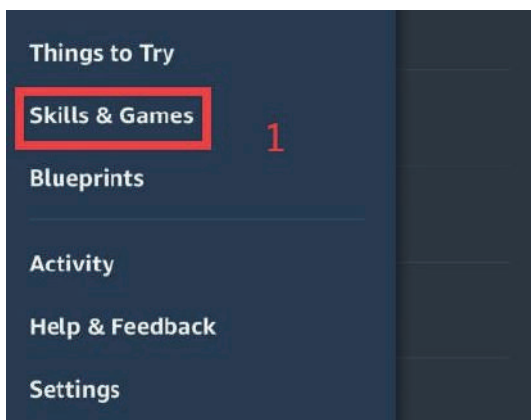 Things to Try
Skills & Games
1
Blueprints
Activity
Help & Feedback
Settings